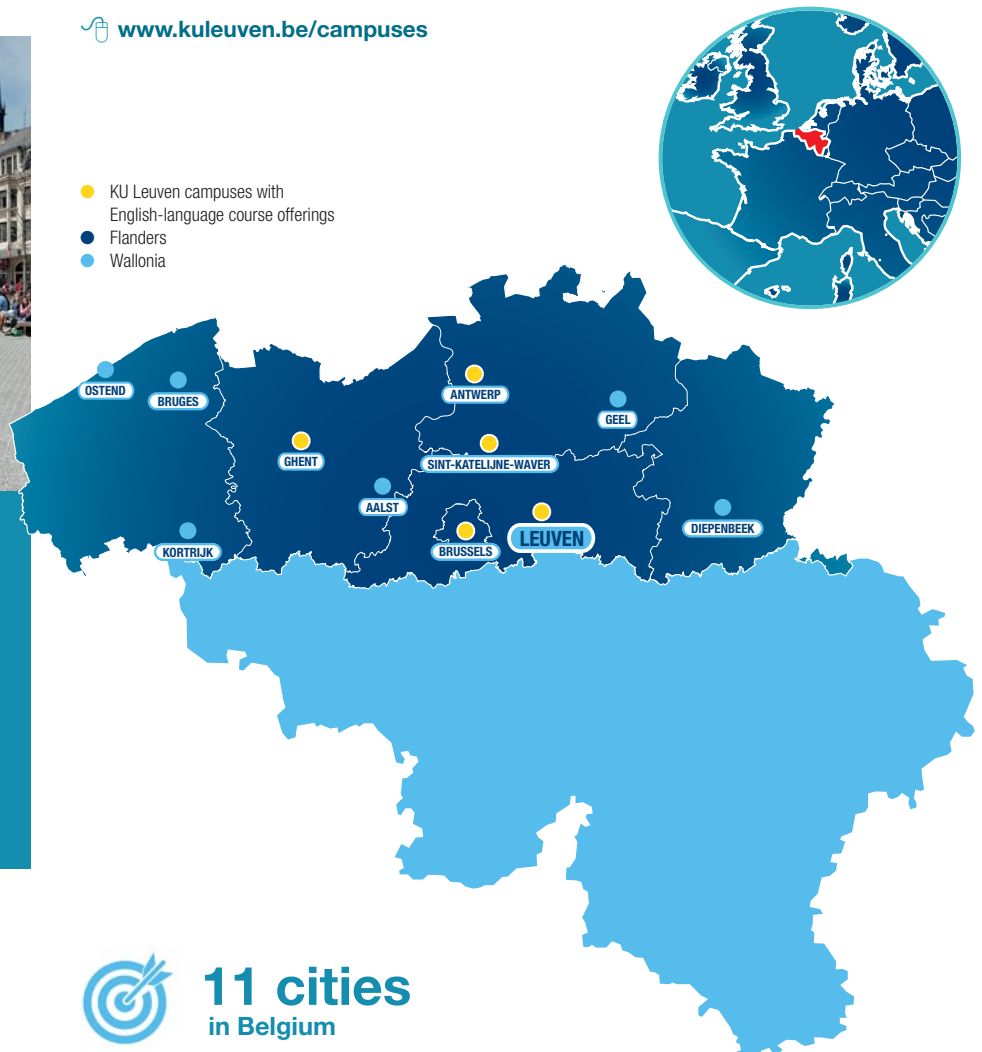 www.kuleuven.be/campuses
KU Leuven campuses with
English-language course offerings
Flanders
Wallonia
OSTEND
BRUGES
ANTWERP
GEEL
GHENT
SINT-KATELIJNE-WAVER
AALST
LEUVEN
DIEPENBEEK
KORTRIJK
BRUSSELS
11 cities
in Belgium